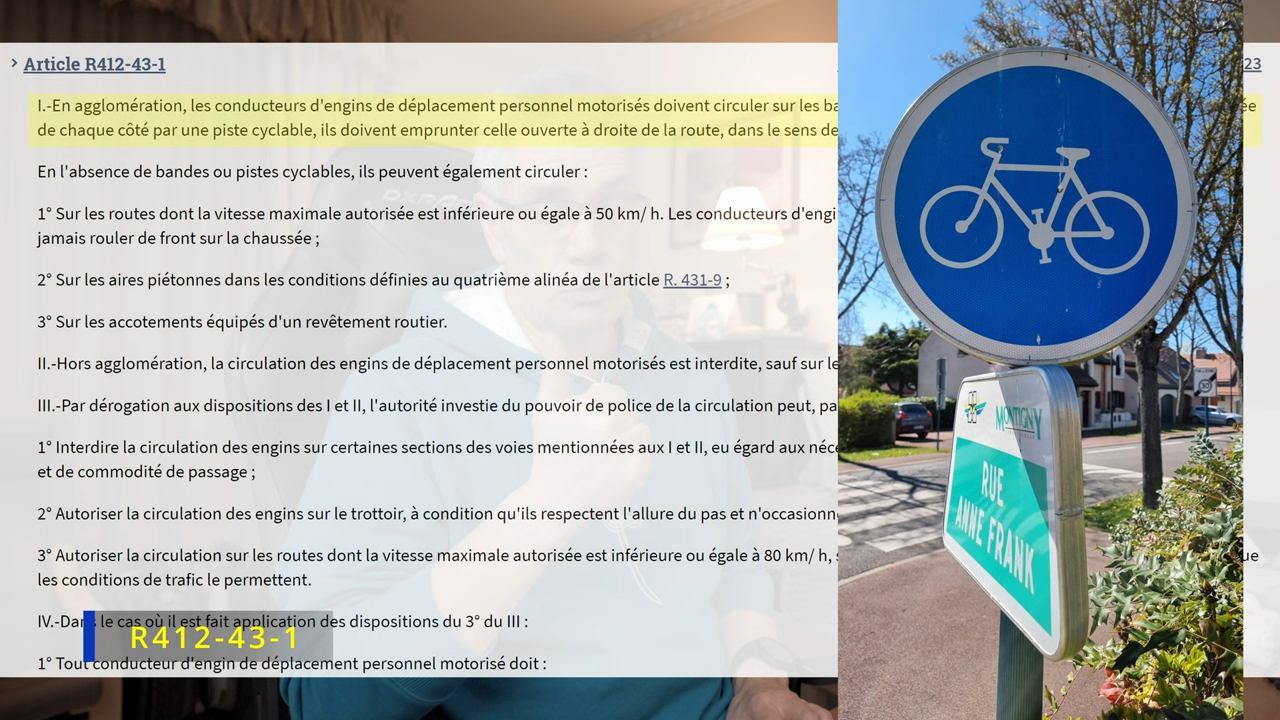 Article R412-43-1
23
I.-En agglomération, les conducteurs d'engins de déplacement personnel motorisés doivent circuler sur les ba
ée
de chaque côté par une piste cyclable, ils doivent emprunter celle ouverte à droite de la route, dans le sens de
En l'absence de bandes ou pistes cyclables, ils peuvent également circuler :
1° Sur les routes dont la vitesse maximale autorisée est inférieure ou égale à 50 km/ h. Les conducteurs d'engi
jamais rouler de front sur la chaussée ;
2° Sur les aires piétonnes dans les conditions définies au quatrième alinéa de l'article R. 431-9 ;
3° Sur les accotements équipés d'un revêtement routier.
II.-Hors agglomération, la circulation des engins de déplacement personnel motorisés est interdite, sauf sur le
III.-Par dérogation aux dispositions des I et II, l'autorité investie du pouvoir de police de la circulation peut, pa
1° Interdire la circulation des engins sur certaines sections des voies mentionnées aux I et II, eu égard aux néce
et de commodité de passage ;
2° Autoriser la circulation des engins sur le trottoir, à condition qu'ils respectent l'allure du pas et n'occasionn
3° Autoriser la circulation sur les routes dont la vitesse maximale autorisée est inférieure ou égale à 80 km/ h, s
ue
les conditions de trafic le permettent.
IV.-Dans le cas où il est fait application des dispositions du 3° du III :
R412-43-1
1° Tout conducteur d'engin de déplacement personnel motorisé doit :
MONTIGNY
RUE
ANNE FRANK
30